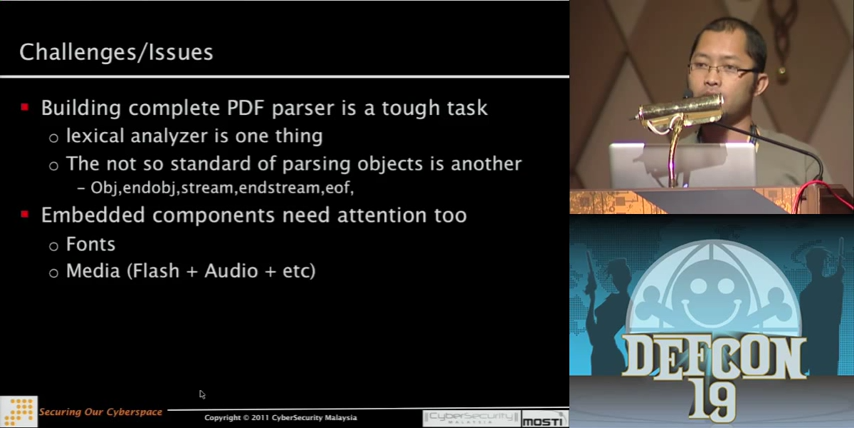 Challenges/Issues
Building complete PDF parser is a tough task
lexical analyzer is one thing
The not so standard of parsing objects is another
– Obj,endobj,stream,endstream,eof,
Embedded components need attention too
Fonts
Media (Flash + Audio + etc)
Securing Our Cyberspace
Copyright © 2011 CyberSecurity Malaysia
CyberSecurity
MALAYSIA
MOSTI
DEFCON
19